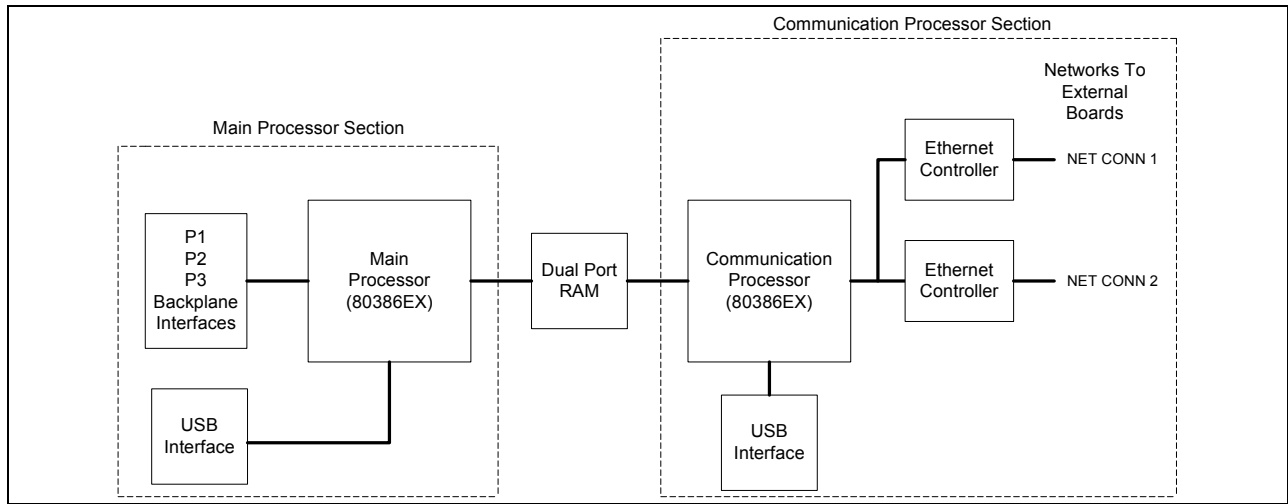 Communication Processor Section
Networks To
External
Boards
Main Processor Section
Ethernet
Controller
NET CONN 1
P1
P2
P3
Backplane
Interfaces
Main
Processor
(80386EX)
Dual Port
RAM
Communication
Processor
(80386EX)
Ethernet
Controller
NET CONN 2
USB
Interface
USB
Interface